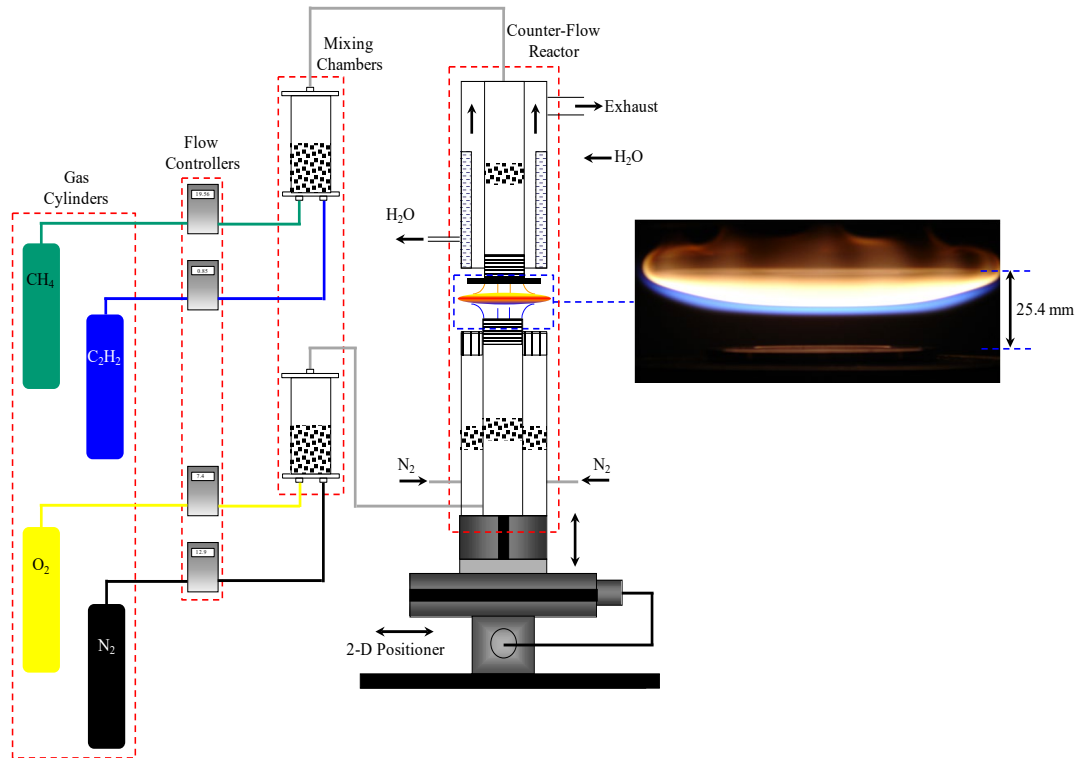 Counter-Flow
Reactor
Mixing
Chambers
Exhaust
Flow
Controllers
H₂O
Gas
Cylinders
19.56
H₂O
CH₄
0.85
25.4 mm
C₂H₂
N₂
N₂
7.4
O₂
12.9
N₂
2-D Positioner